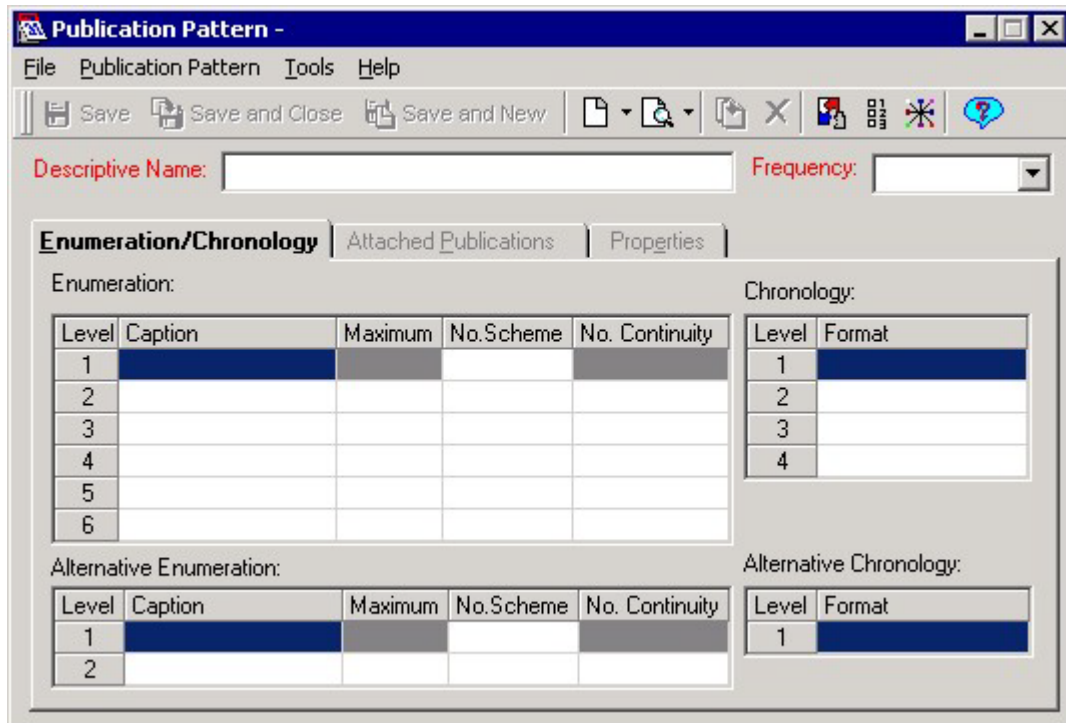 Publication Pattern -
File Publication Pattern Tools Help
Save Save and Close Save and New
Descriptive Name: Frequency:
Enumeration/Chronology Attached Publications Properties
Enumeration: Chronology:
Level Caption Maximum No.Scheme No. Continuity Level Format
1 1
2 2
3 3
4 4
5
6
Alternative Enumeration: Alternative Chronology:
Level Caption Maximum No.Scheme No. Continuity Level Format
1 1
2